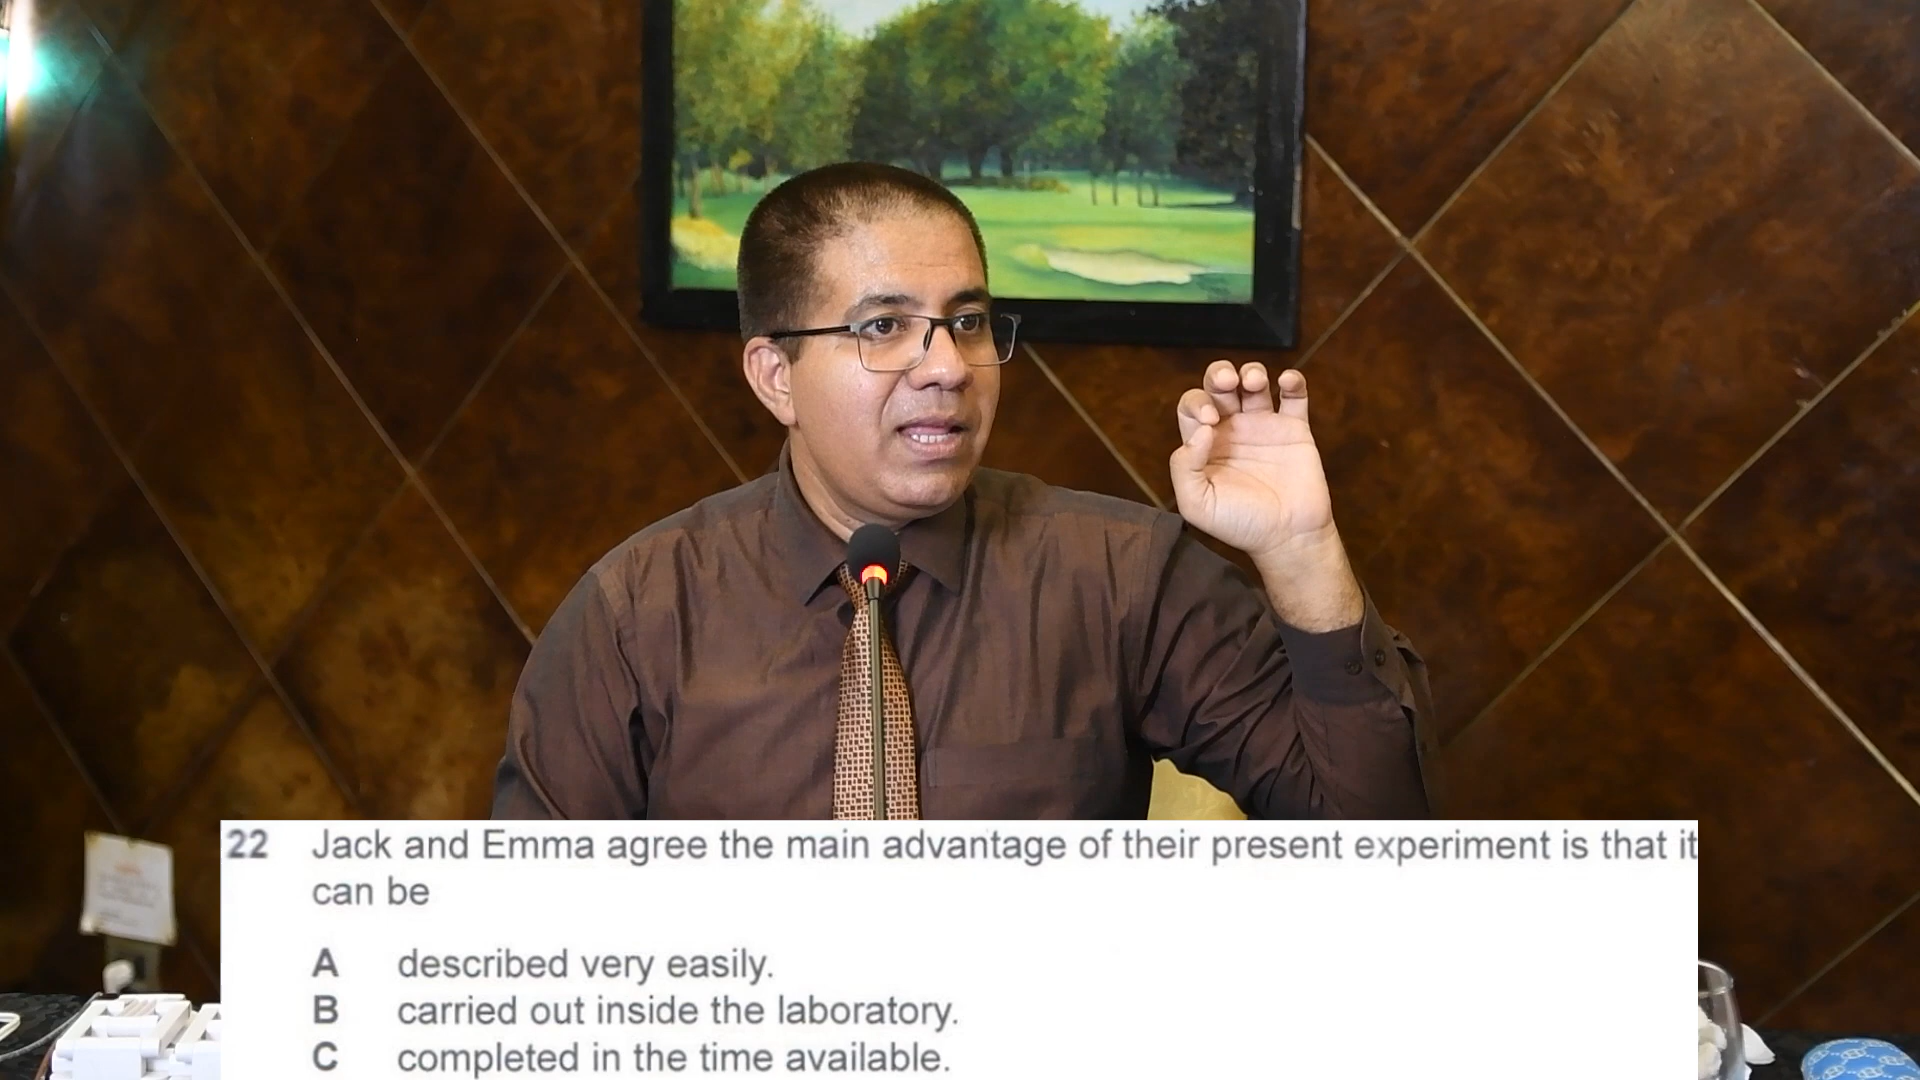 22 Jack and Emma agree the main advantage of their present experiment is that it
can be
A described very easily.
B carried out inside the laboratory.
C completed in the time available.